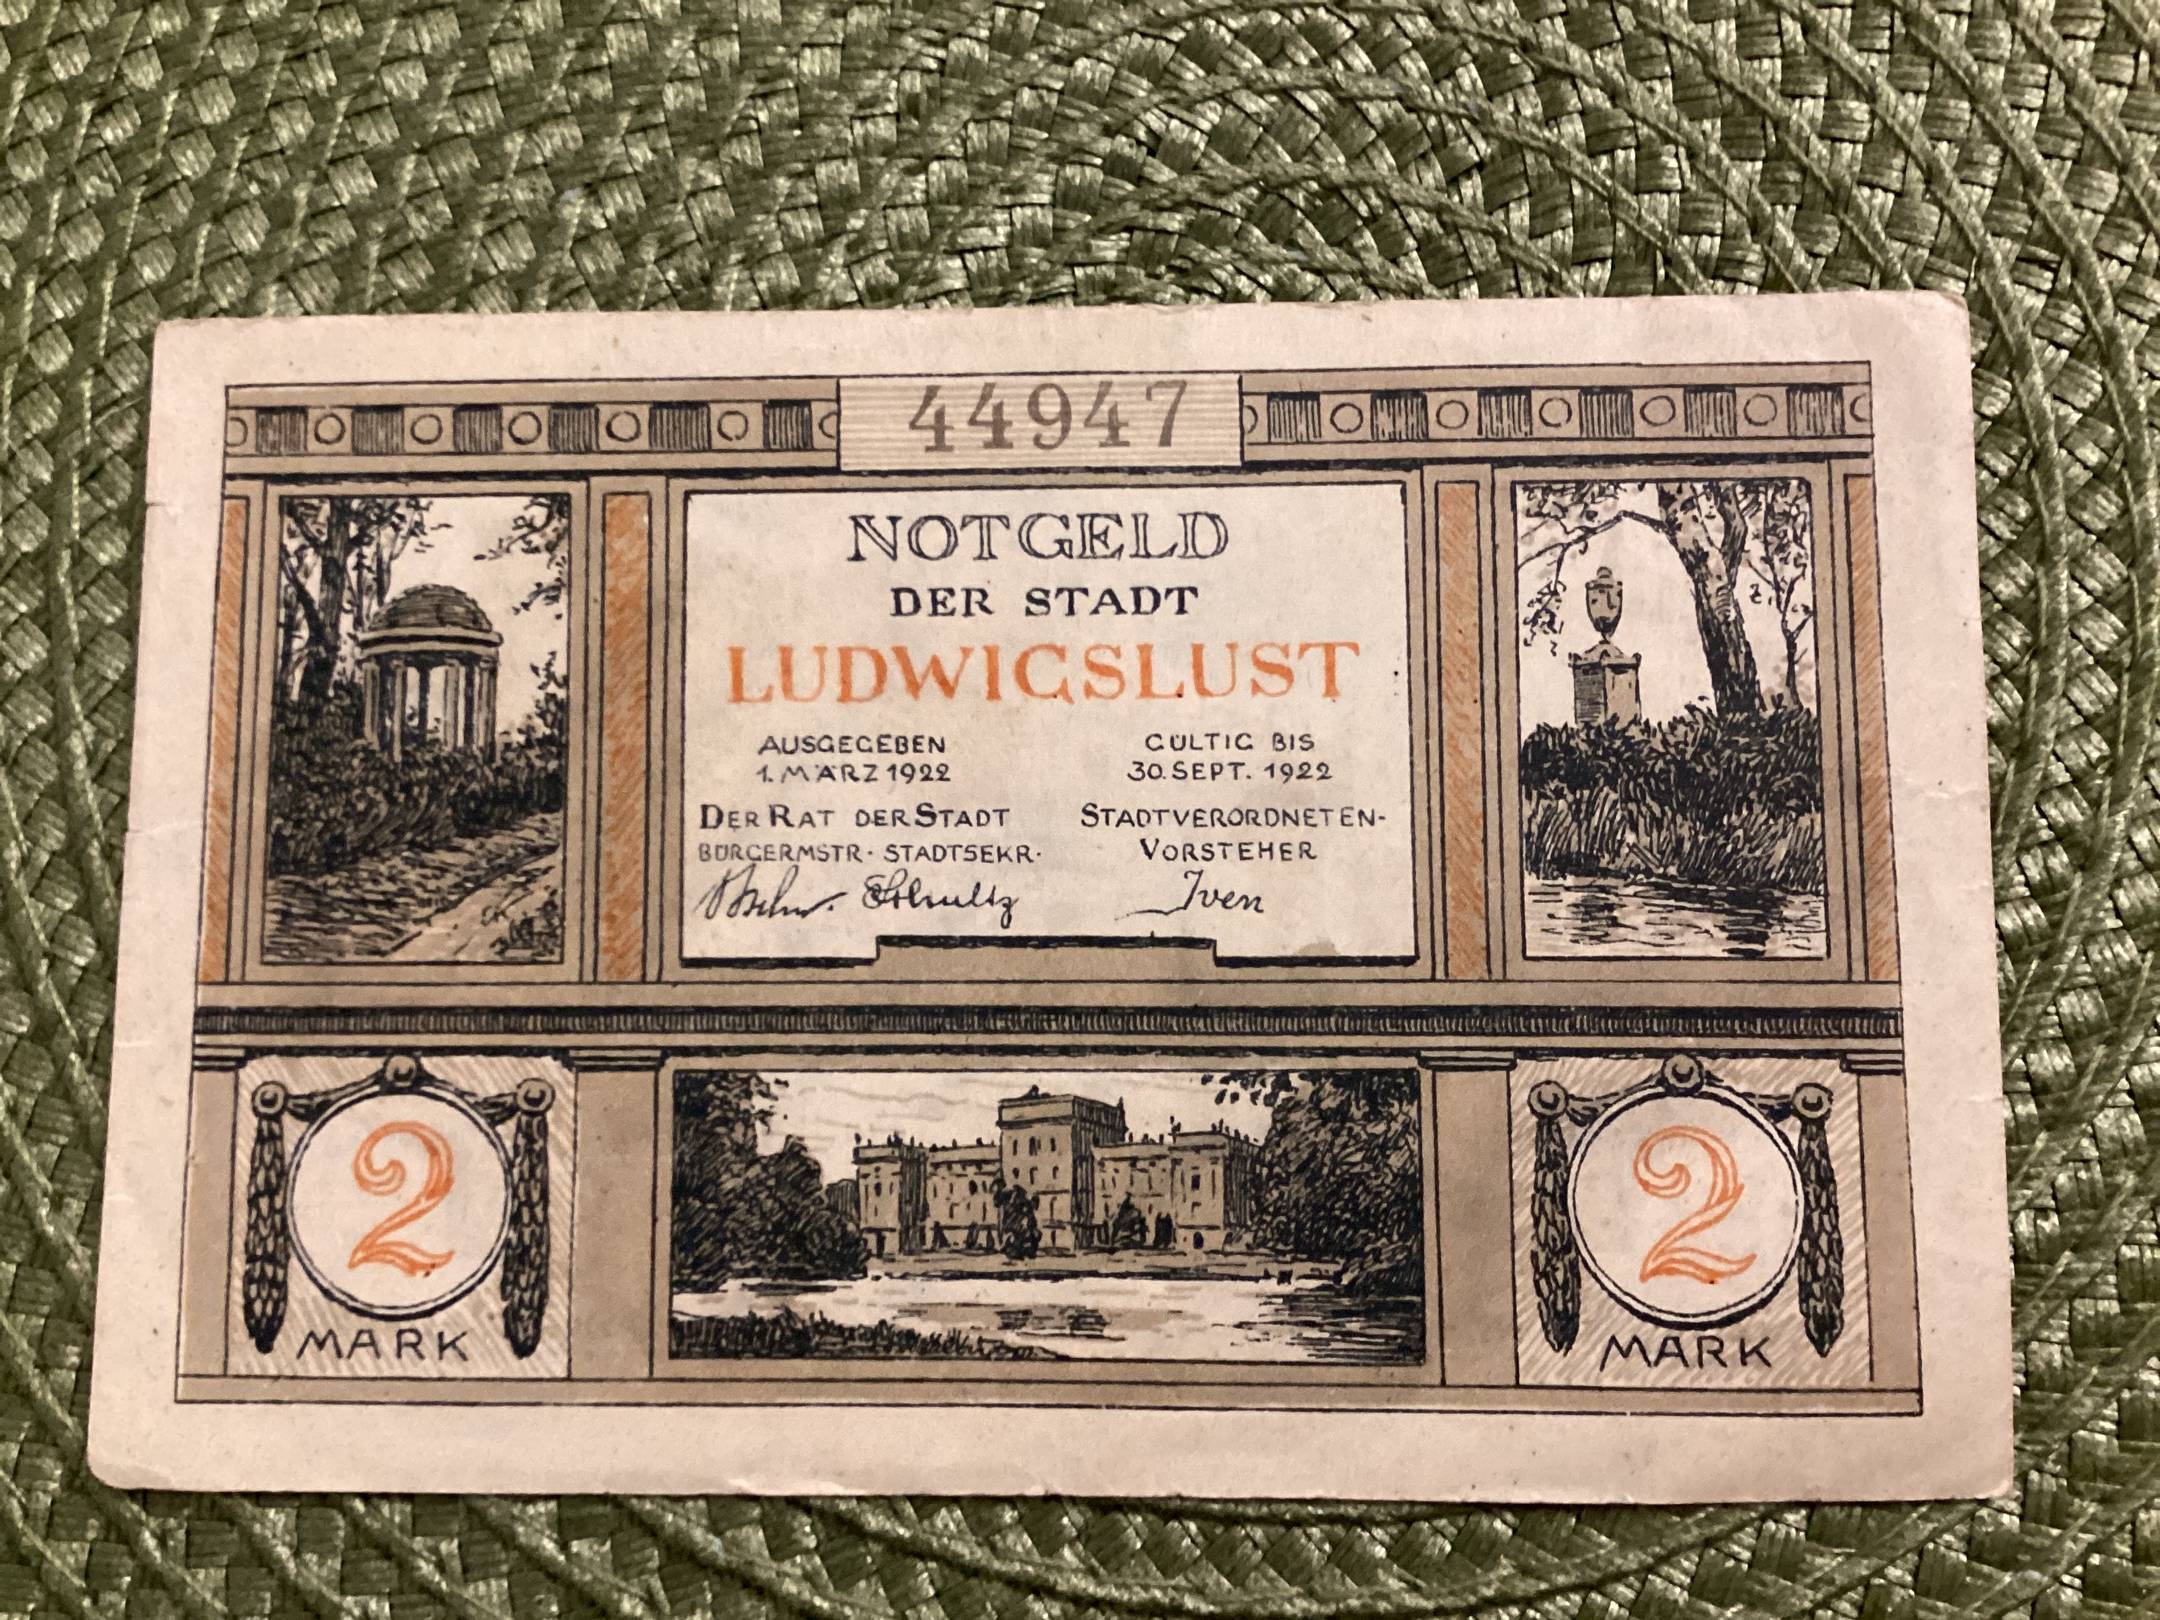 44947
NOTGELD
DER STADT
LUDWIGSLUST
AUSGEGEBEN
1. MÄRZ 1922
GÜLTIG BIS
30. SEPT. 1922
DER RAT DER STADT
BÜRGERMSTR. STADTSEKR.
Schultz
STADTVERORDNETEN-
VORSTEHER
Iven
2
MARK
2
MARK